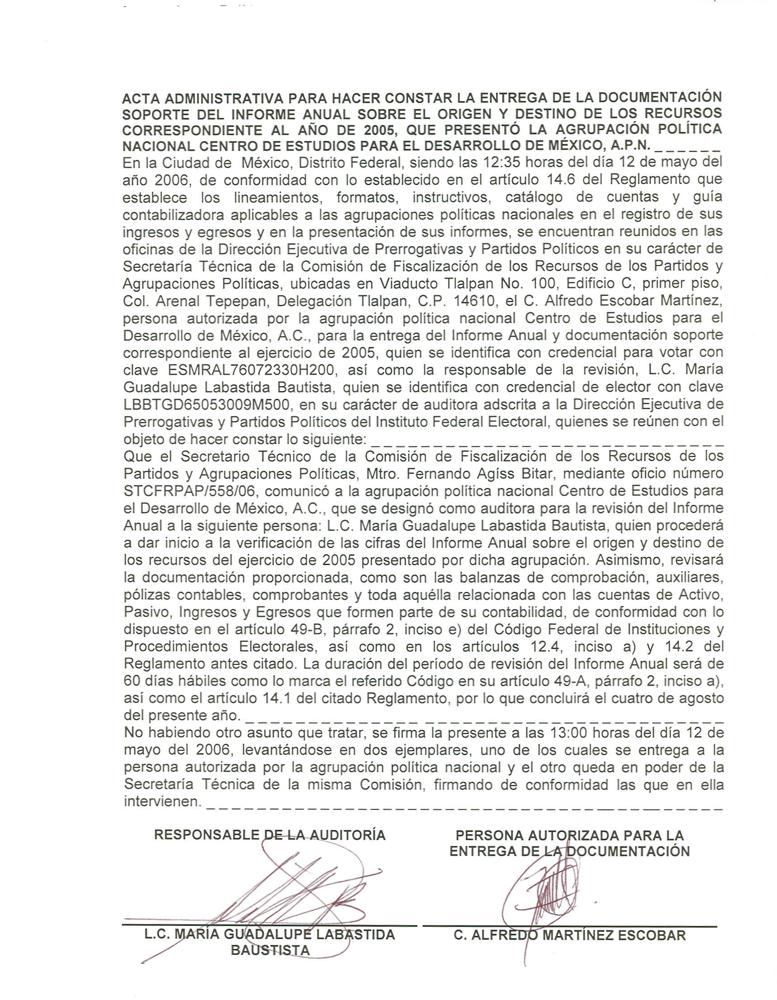 ACTA ADMINISTRATIVA PARA HACER CONSTAR LA ENTREGA DE LA DOCUMENTACIÓN
SOPORTE DEL INFORME ANUAL SOBRE EL ORIGEN Y DESTINO DE LOS RECURSOS
CORRESPONDIENTE AL AÑO DE 2005, QUE PRESENTÓ LA AGRUPACIÓN POLÍTICA
NACIONAL CENTRO DE ESTUDIOS PARA EL DESARROLLO DE MÉXICO, A.P.N. _ _ _ _ _ _
En la Ciudad de México, Distrito Federal, siendo las 12:35 horas del día 12 de mayo del
año 2006, de conformidad con lo establecido en el artículo 14.6 del Reglamento que
establece los lineamientos, formatos, instructivos, catálogo de cuentas y guía
contabilizadora aplicables a las agrupaciones políticas nacionales en el registro de sus
ingresos y egresos y en la presentación de sus informes, se encuentran reunidos en las
oficinas de la Dirección Ejecutiva de Prerrogativas y Partidos Políticos en su carácter de
Secretaría Técnica de la Comisión de Fiscalización de los Recursos de los Partidos y
Agrupaciones Políticas, ubicadas en Viaducto Tlalpan No. 100, Edificio C, primer piso,
Col. Arenal Tepepan, Delegación Tlalpan, C.P. 14610, el C. Alfredo Escobar Martínez,
persona autorizada por la agrupación política nacional Centro de Estudios para el
Desarrollo de México, A.C., para la entrega del Informe Anual y documentación soporte
correspondiente al ejercicio de 2005, quien se identifica con credencial para votar con
clave ESMRAL76072330H200, así como la responsable de la revisión, L.C. María
Guadalupe Labastida Bautista, quien se identifica con credencial de elector con clave
LBBTGD65053009M500, en su carácter de auditora adscrita a la Dirección Ejecutiva de
Prerrogativas y Partidos Políticos del Instituto Federal Electoral, quienes se reúnen con el
objeto de hacer constar lo siguiente: _ _ _ _ _ _ _ _ _ _ _ _ _ _ _ _ _ _ _ _ _ _ _ _ _ _ _ _
Que el Secretario Técnico de la Comisión de Fiscalización de los Recursos de los
Partidos y Agrupaciones Políticas, Mtro. Fernando Agíss Bitar, mediante oficio número
STCFRPAP/558/06, comunicó a la agrupación política nacional Centro de Estudios para
el Desarrollo de México, A.C., que se designó como auditora para la revisión del Informe
Anual a la siguiente persona: L.C. María Guadalupe Labastida Bautista, quien procederá
a dar inicio a la verificación de las cifras del Informe Anual sobre el origen y destino de
los recursos del ejercicio de 2005 presentado por dicha agrupación. Asimismo, revisará
la documentación proporcionada, como son las balanzas de comprobación, auxiliares,
pólizas contables, comprobantes y toda aquélla relacionada con las cuentas de Activo,
Pasivo, Ingresos y Egresos que formen parte de su contabilidad, de conformidad con lo
dispuesto en el artículo 49-B, párrafo 2, inciso e) del Código Federal de Instituciones y
Procedimientos Electorales, así como en los artículos 12.4, inciso a) y 14.2 del
Reglamento antes citado. La duración del período de revisión del Informe Anual será de
60 días hábiles como lo marca el referido Código en su artículo 49-A, párrafo 2, inciso a),
así como el artículo 14.1 del citado Reglamento, por lo que concluirá el cuatro de agosto
del presente año. _ _ _ _ _ _ _ _ _ _ _ _ _ _ _ _ _ _ _ _ _ _ _ _ _ _ _ _ _ _ _ _ _ _ _ _ _ _
No habiendo otro asunto que tratar, se firma la presente a las 13:00 horas del día 12 de
mayo del 2006, levantándose en dos ejemplares, uno de los cuales se entrega a la
persona autorizada por la agrupación política nacional y el otro queda en poder de la
Secretaría Técnica de la misma Comisión, firmando de conformidad las que en ella
intervienen. _ _ _ _ _ _ _ _ _ _ _ _ _ _ _ _ _ _ _ _ _ _ _ _ _ _ _ _ _ _ _ _ _ _ _ _ _ _ _ _
RESPONSABLE DE LA AUDITORÍA
L.C. MARÍA GUADALUPE LABASTIDA
BAUSTISTA
PERSONA AUTORIZADA PARA LA
ENTREGA DE LA DOCUMENTACIÓN
C. ALFREDO MARTÍNEZ ESCOBAR